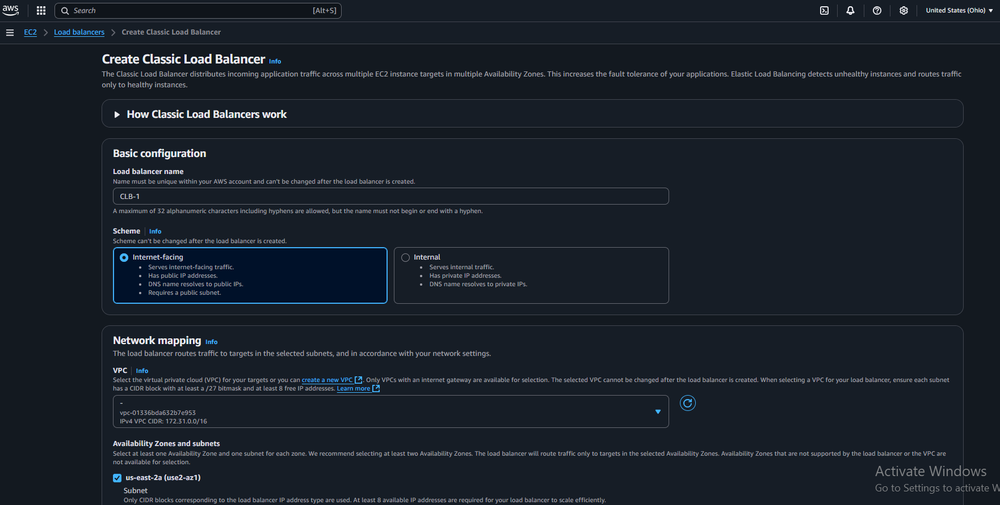 aws
Search [Alt+S]
United States (Ohio)
EC2 Load balancers Create Classic Load Balancer
Create Classic Load Balancer Info
The Classic Load Balancer distributes incoming application traffic across multiple EC2 instance targets in multiple Availability Zones. This increases the fault tolerance of your applications. Elastic Load Balancing detects unhealthy instances and routes traffic
only to healthy instances.
How Classic Load Balancers work
Basic configuration
Load balancer name
Name must be unique within your AWS account and can't be changed after the load balancer is created.
CLB-1
A maximum of 32 alphanumeric characters including hyphens are allowed, but the name must not begin or end with a hyphen.
Scheme Info
Scheme can't be changed after the load balancer is created.
Internet-facing
• Serves internet-facing traffic.
• Has public IP addresses.
• DNS name resolves to public IPs.
• Requires a public subnet.
Internal
• Serves internal traffic.
• Has private IP addresses.
• DNS name resolves to private IPs.
Network mapping Info
The load balancer routes traffic to targets in the selected subnets, and in accordance with your network settings.
VPC Info
Select the virtual private cloud (VPC) for your targets or you can create a new VPC. Only VPCs with an internet gateway are available for selection. The selected VPC cannot be changed after the load balancer is created. When selecting a VPC for your load balancer, ensure each subnet
has a CIDR block with at least a /27 bitmask and at least 8 free IP addresses. Learn more
-
vpc-01336bda632b7e953
IPv4 VPC CIDR: 172.31.0.0/16
Availability Zones and subnets
Select at least one Availability Zone and one subnet for each zone. We recommend selecting at least two Availability Zones. The load balancer will route traffic only to targets in the selected Availability Zones. Availability Zones that are not supported by the load balancer or the VPC are
not available for selection.
us-east-2a (use2-az1)
Subnet
Only CIDR blocks corresponding to the load balancer IP address type are used. At least 8 available IP addresses are required for your load balancer to scale efficiently.
Activate Windows
Go to Settings to activate W